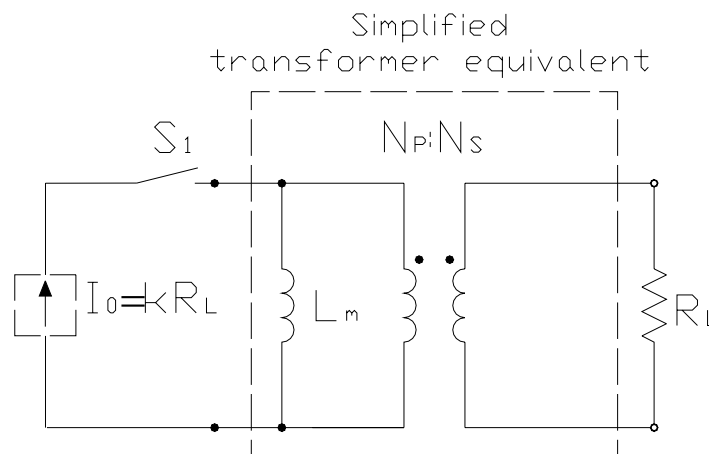 Simplified
transformer equivalent
S1
NP:NS
I0=kRL
Lm
RL